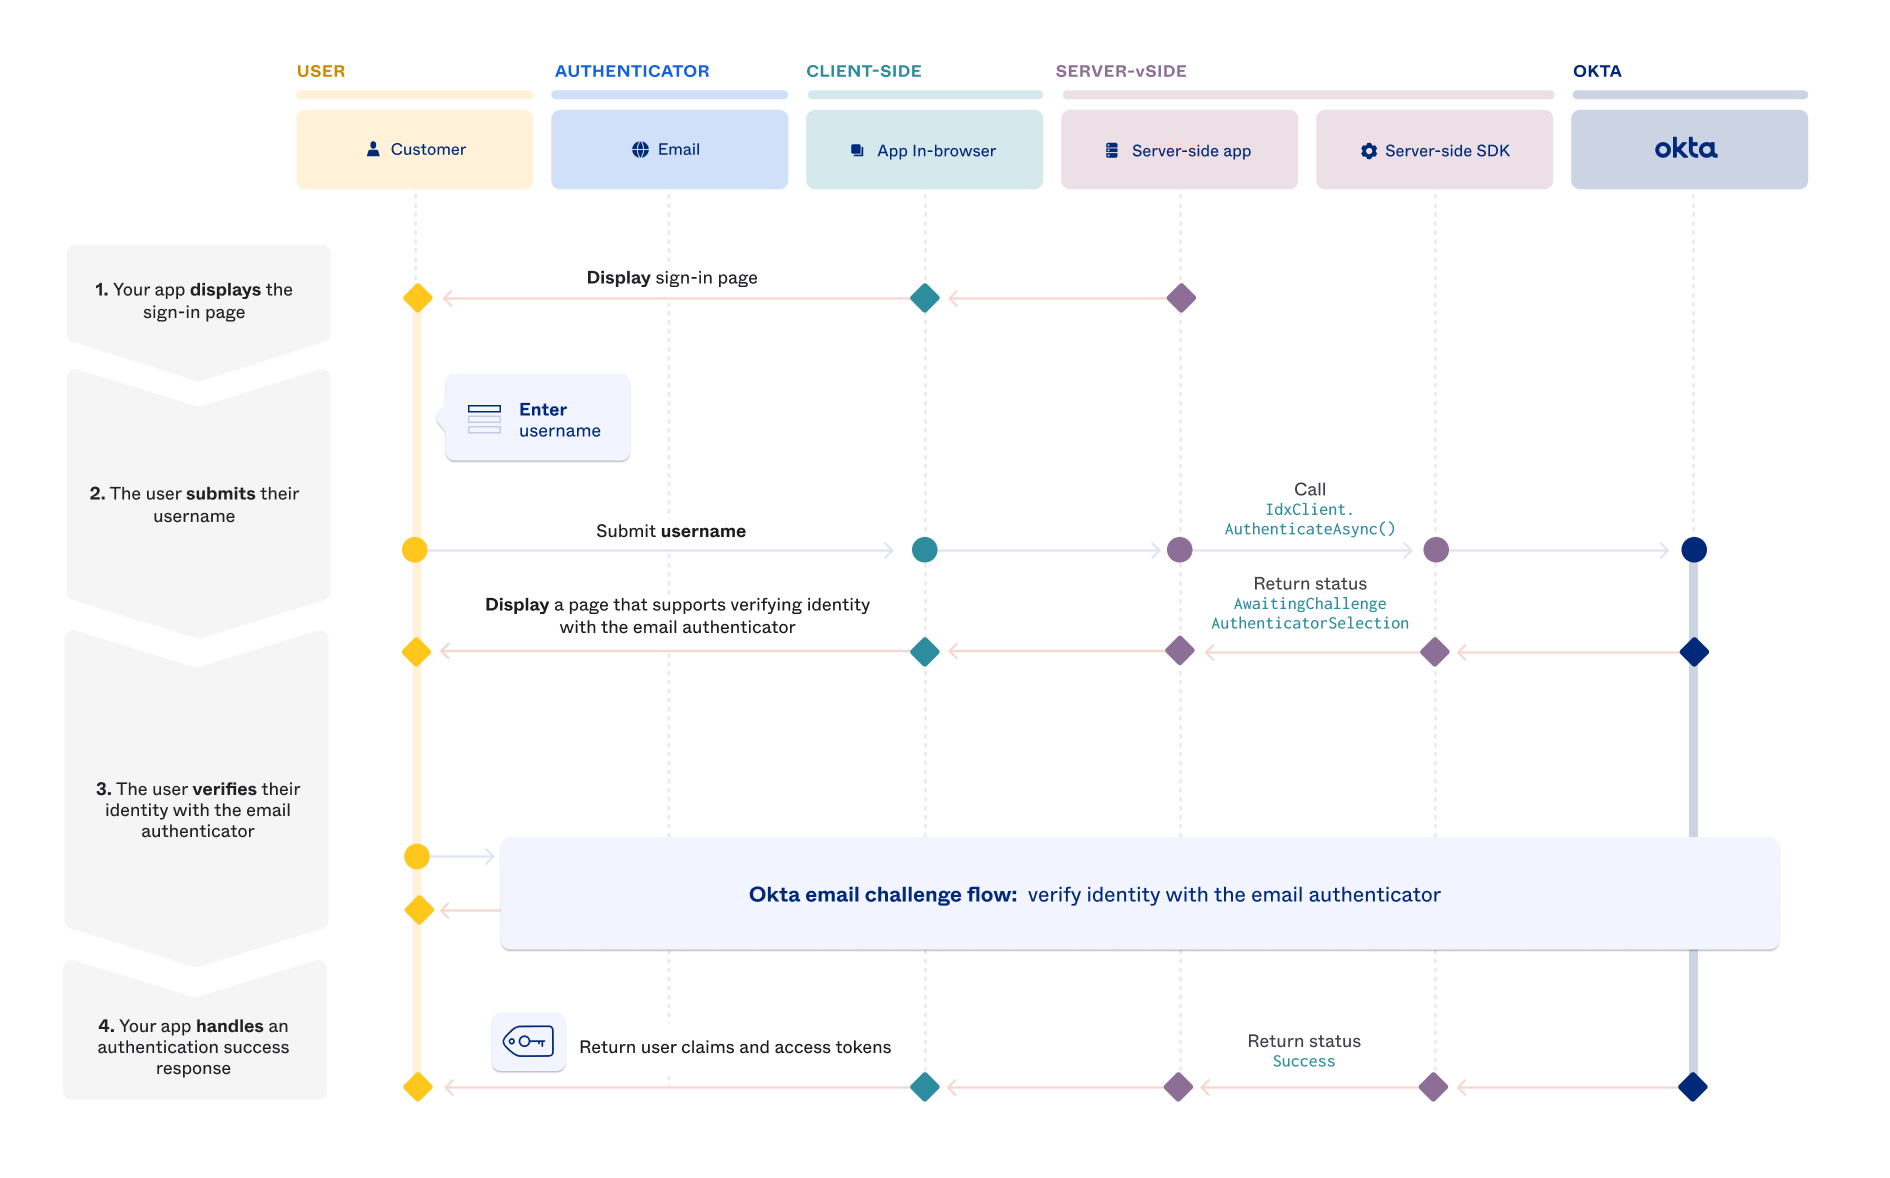 USER
AUTHENTICATOR
CLIENT-SIDE
SERVER-vSIDE
OKTA
Customer
Email
App In-browser
Server-side app
Server-side SDK
okta
1. Your app displays the
sign-in page
Display sign-in page
Enter
username
2. The user submits their
username
Submit username
Call
IdxClient.
AuthenticateAsync()
Display a page that supports verifying identity
with the email authenticator
Return status
AwaitingChallenge
AuthenticatorSelection
3. The user verifies their
identity with the email
authenticator
Okta email challenge flow: verify identity with the email authenticator
4. Your app handles an
authentication success
response
Return user claims and access tokens
Return status
Success